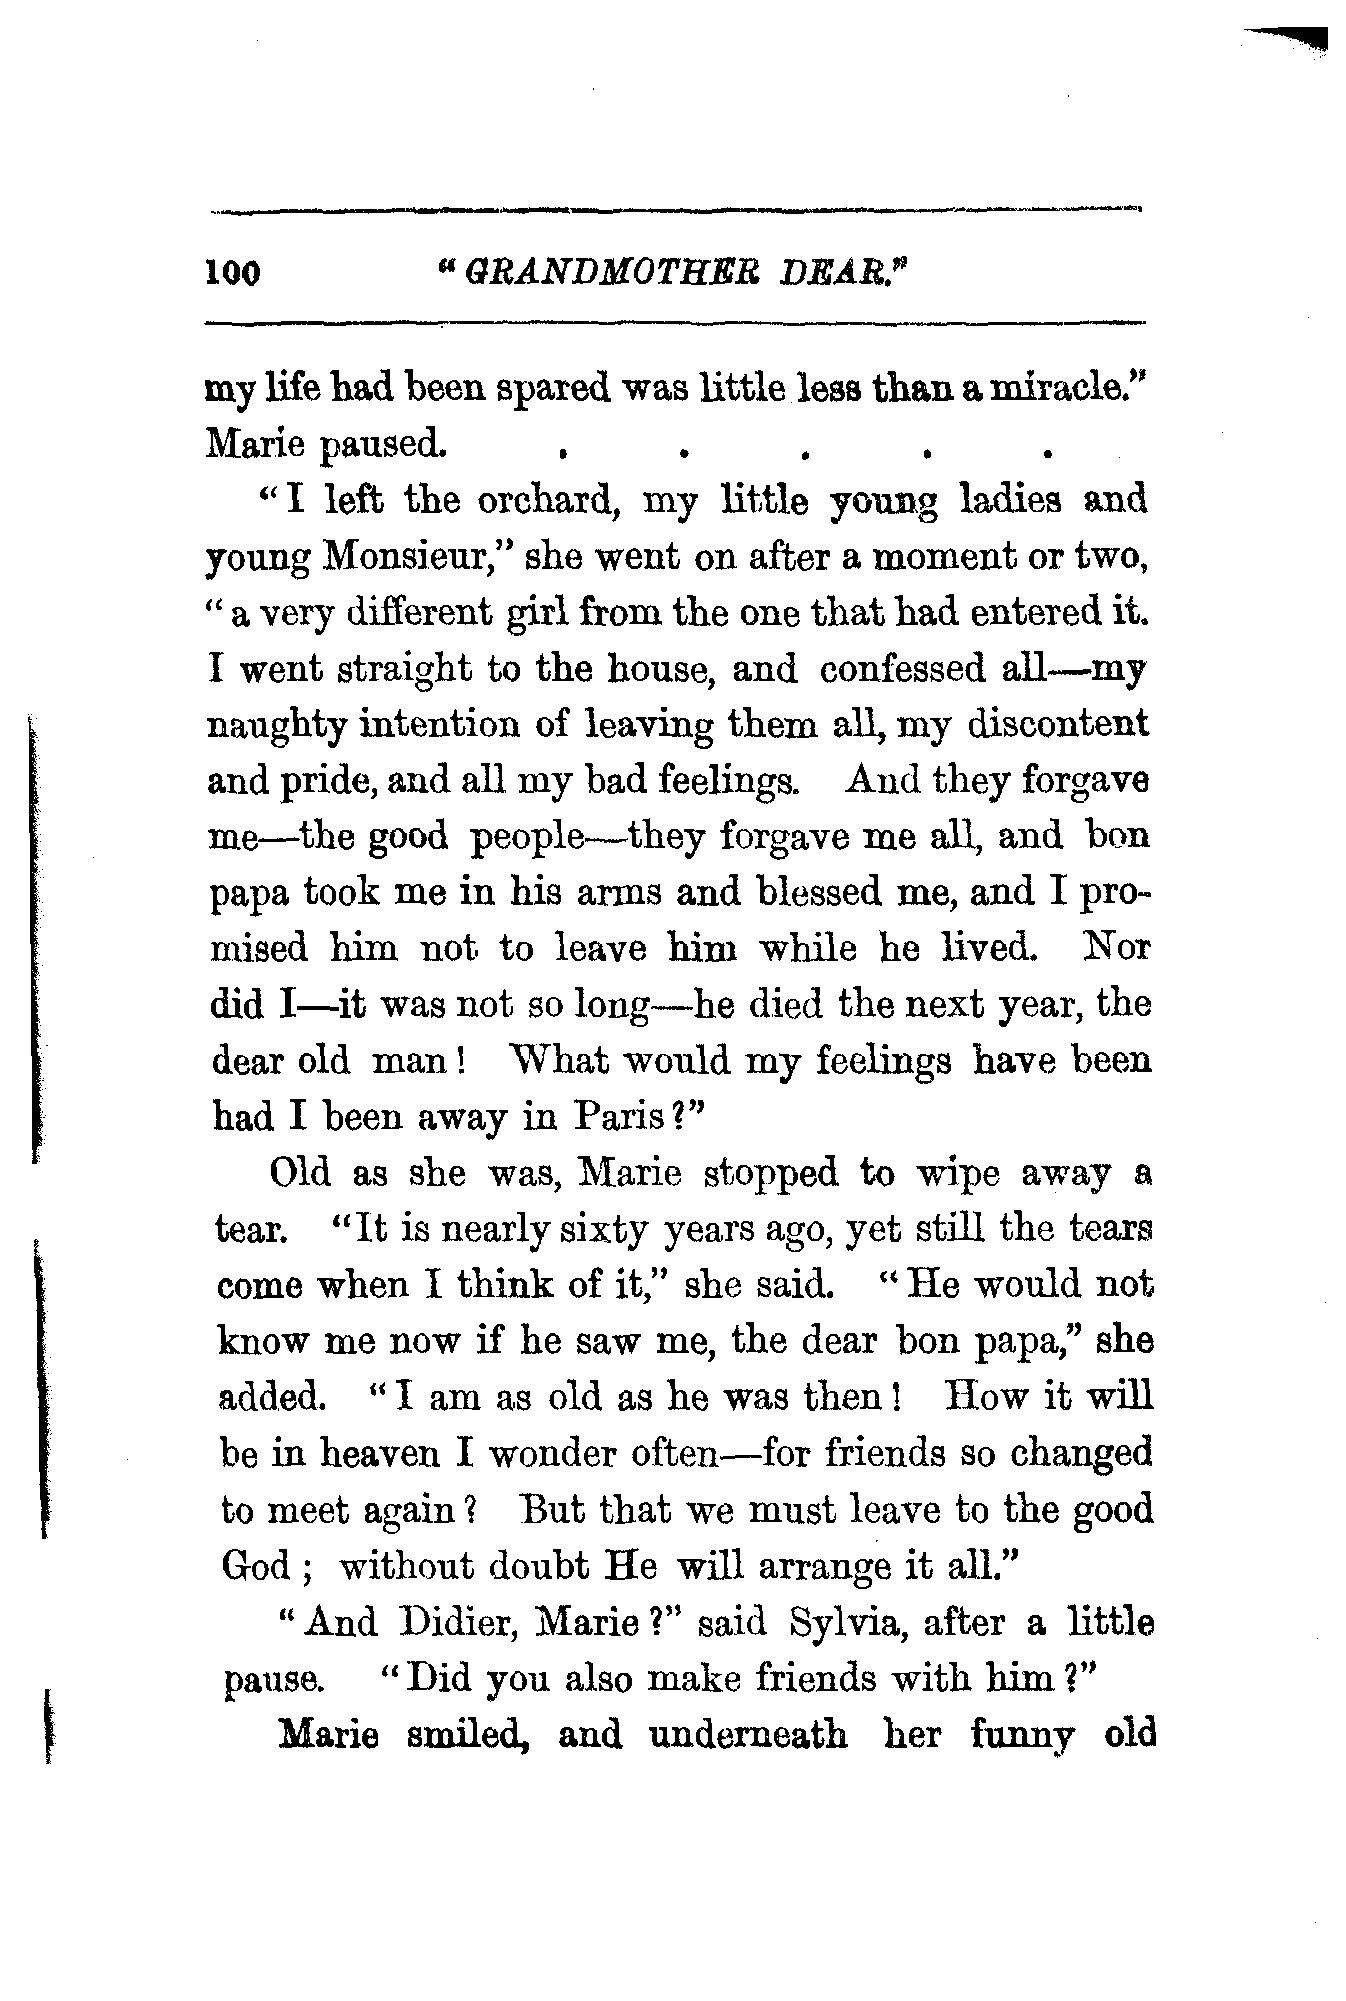 100 "GRANDMOTHER DEAR."
my life had been spared was little less than a miracle."
Marie paused. . . . . .
"I left the orchard, my little young ladies and
young Monsieur," she went on after a moment or two,
"a very different girl from the one that had entered it.
I went straight to the house, and confessed all—my
naughty intention of leaving them all, my discontent
and pride, and all my bad feelings. And they forgave
me—the good people—they forgave me all, and bon
papa took me in his arms and blessed me, and I pro-
mised him not to leave him while he lived. Nor
did I—it was not so long—he died the next year, the
dear old man! What would my feelings have been
had I been away in Paris?"
Old as she was, Marie stopped to wipe away a
tear. "It is nearly sixty years ago, yet still the tears
come when I think of it," she said. "He would not
know me now if he saw me, the dear bon papa," she
added. "I am as old as he was then! How it will
be in heaven I wonder often—for friends so changed
to meet again? But that we must leave to the good
God; without doubt He will arrange it all."
"And Didier, Marie?" said Sylvia, after a little
pause. "Did you also make friends with him?"
Marie smiled, and underneath her funny old